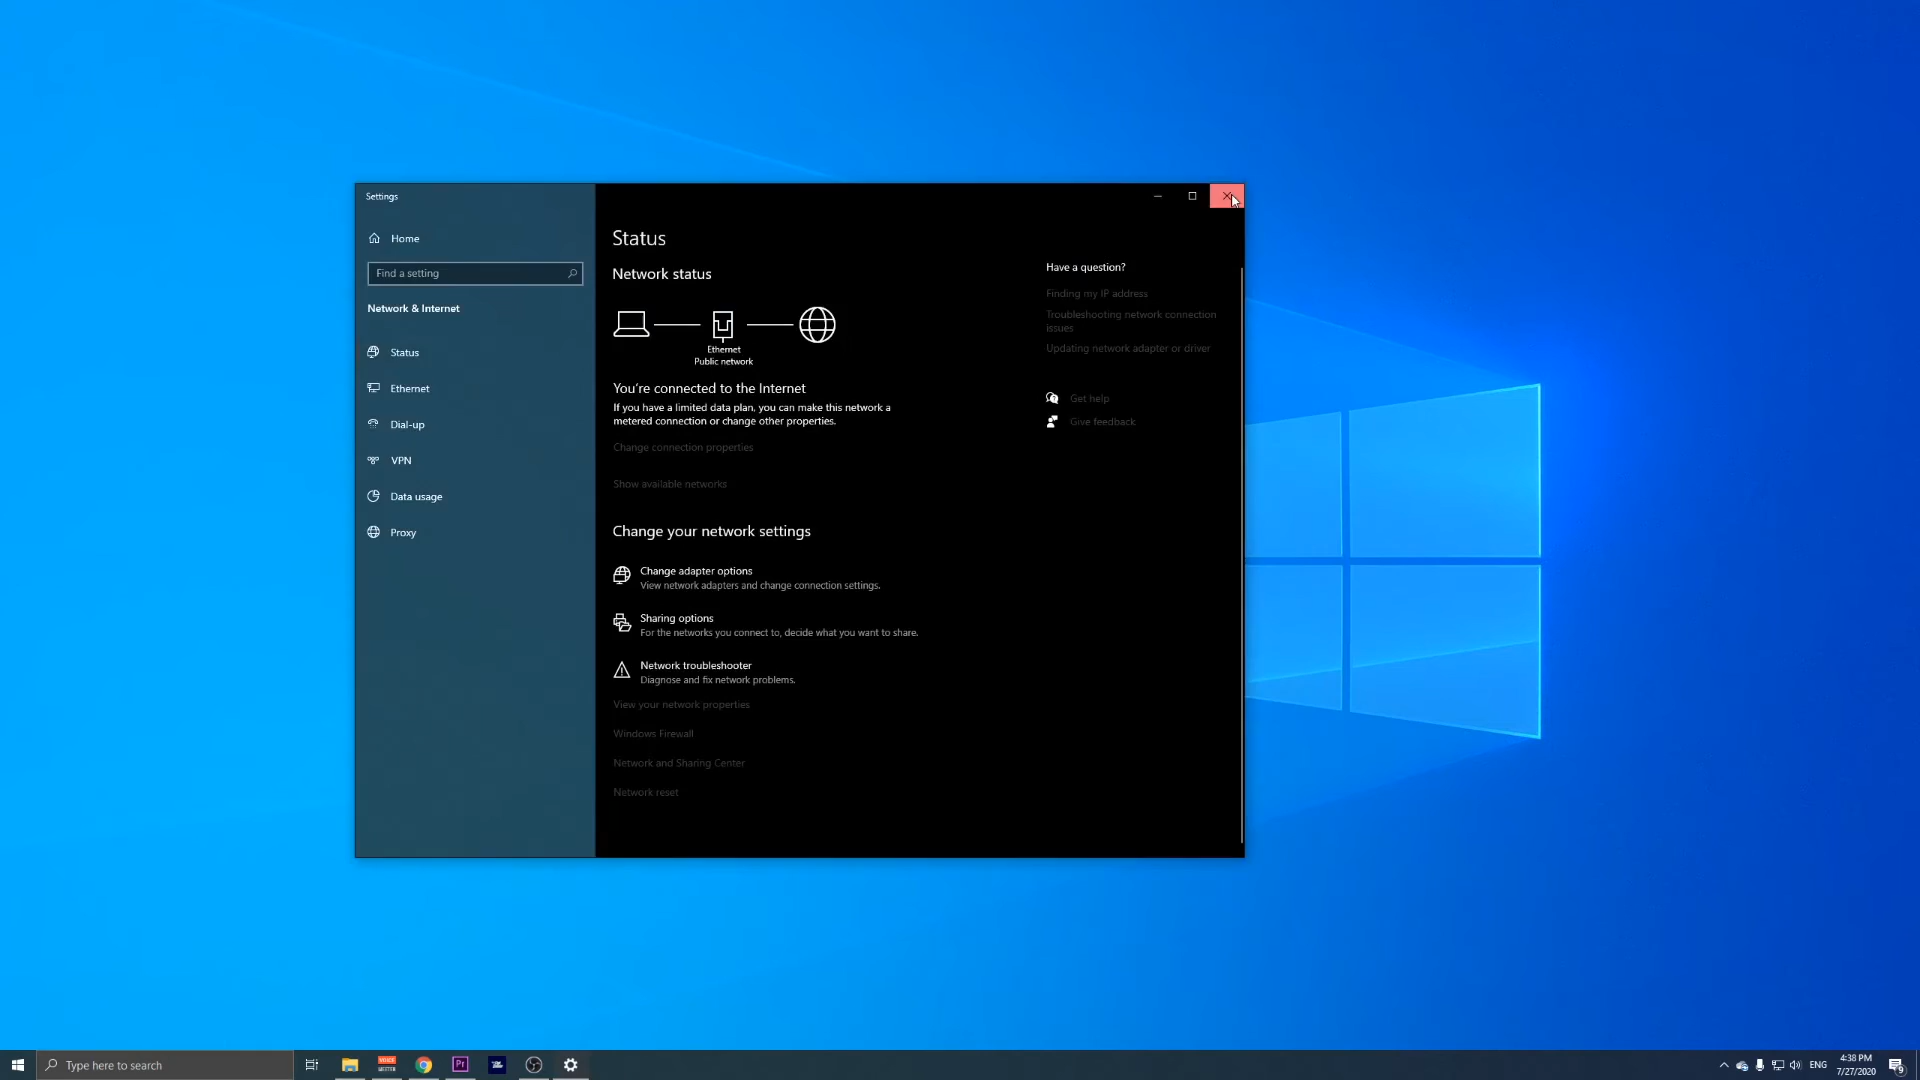 Settings
Home
Find a setting
Network & Internet
Status
Ethernet
Dial-up
VPN
Data usage
Proxy
Status
Network status
Ethernet
Public network
You're connected to the Internet
If you have a limited data plan, you can make this network a
metered connection or change other properties.
Change connection properties
Show available networks
Change your network settings
Change adapter options
View network adapters and change connection settings.
Sharing options
For the networks you connect to, decide what you want to share.
Network troubleshooter
Diagnose and fix network problems.
View your network properties
Windows Firewall
Network and Sharing Center
Network reset
Have a question?
Finding my IP address
Troubleshooting network connection
issues
Updating network adapter or driver
Get help
Give feedback
Type here to search
VOICE
MEETER
Pr
ENG
4:38 PM
7/27/2020
9